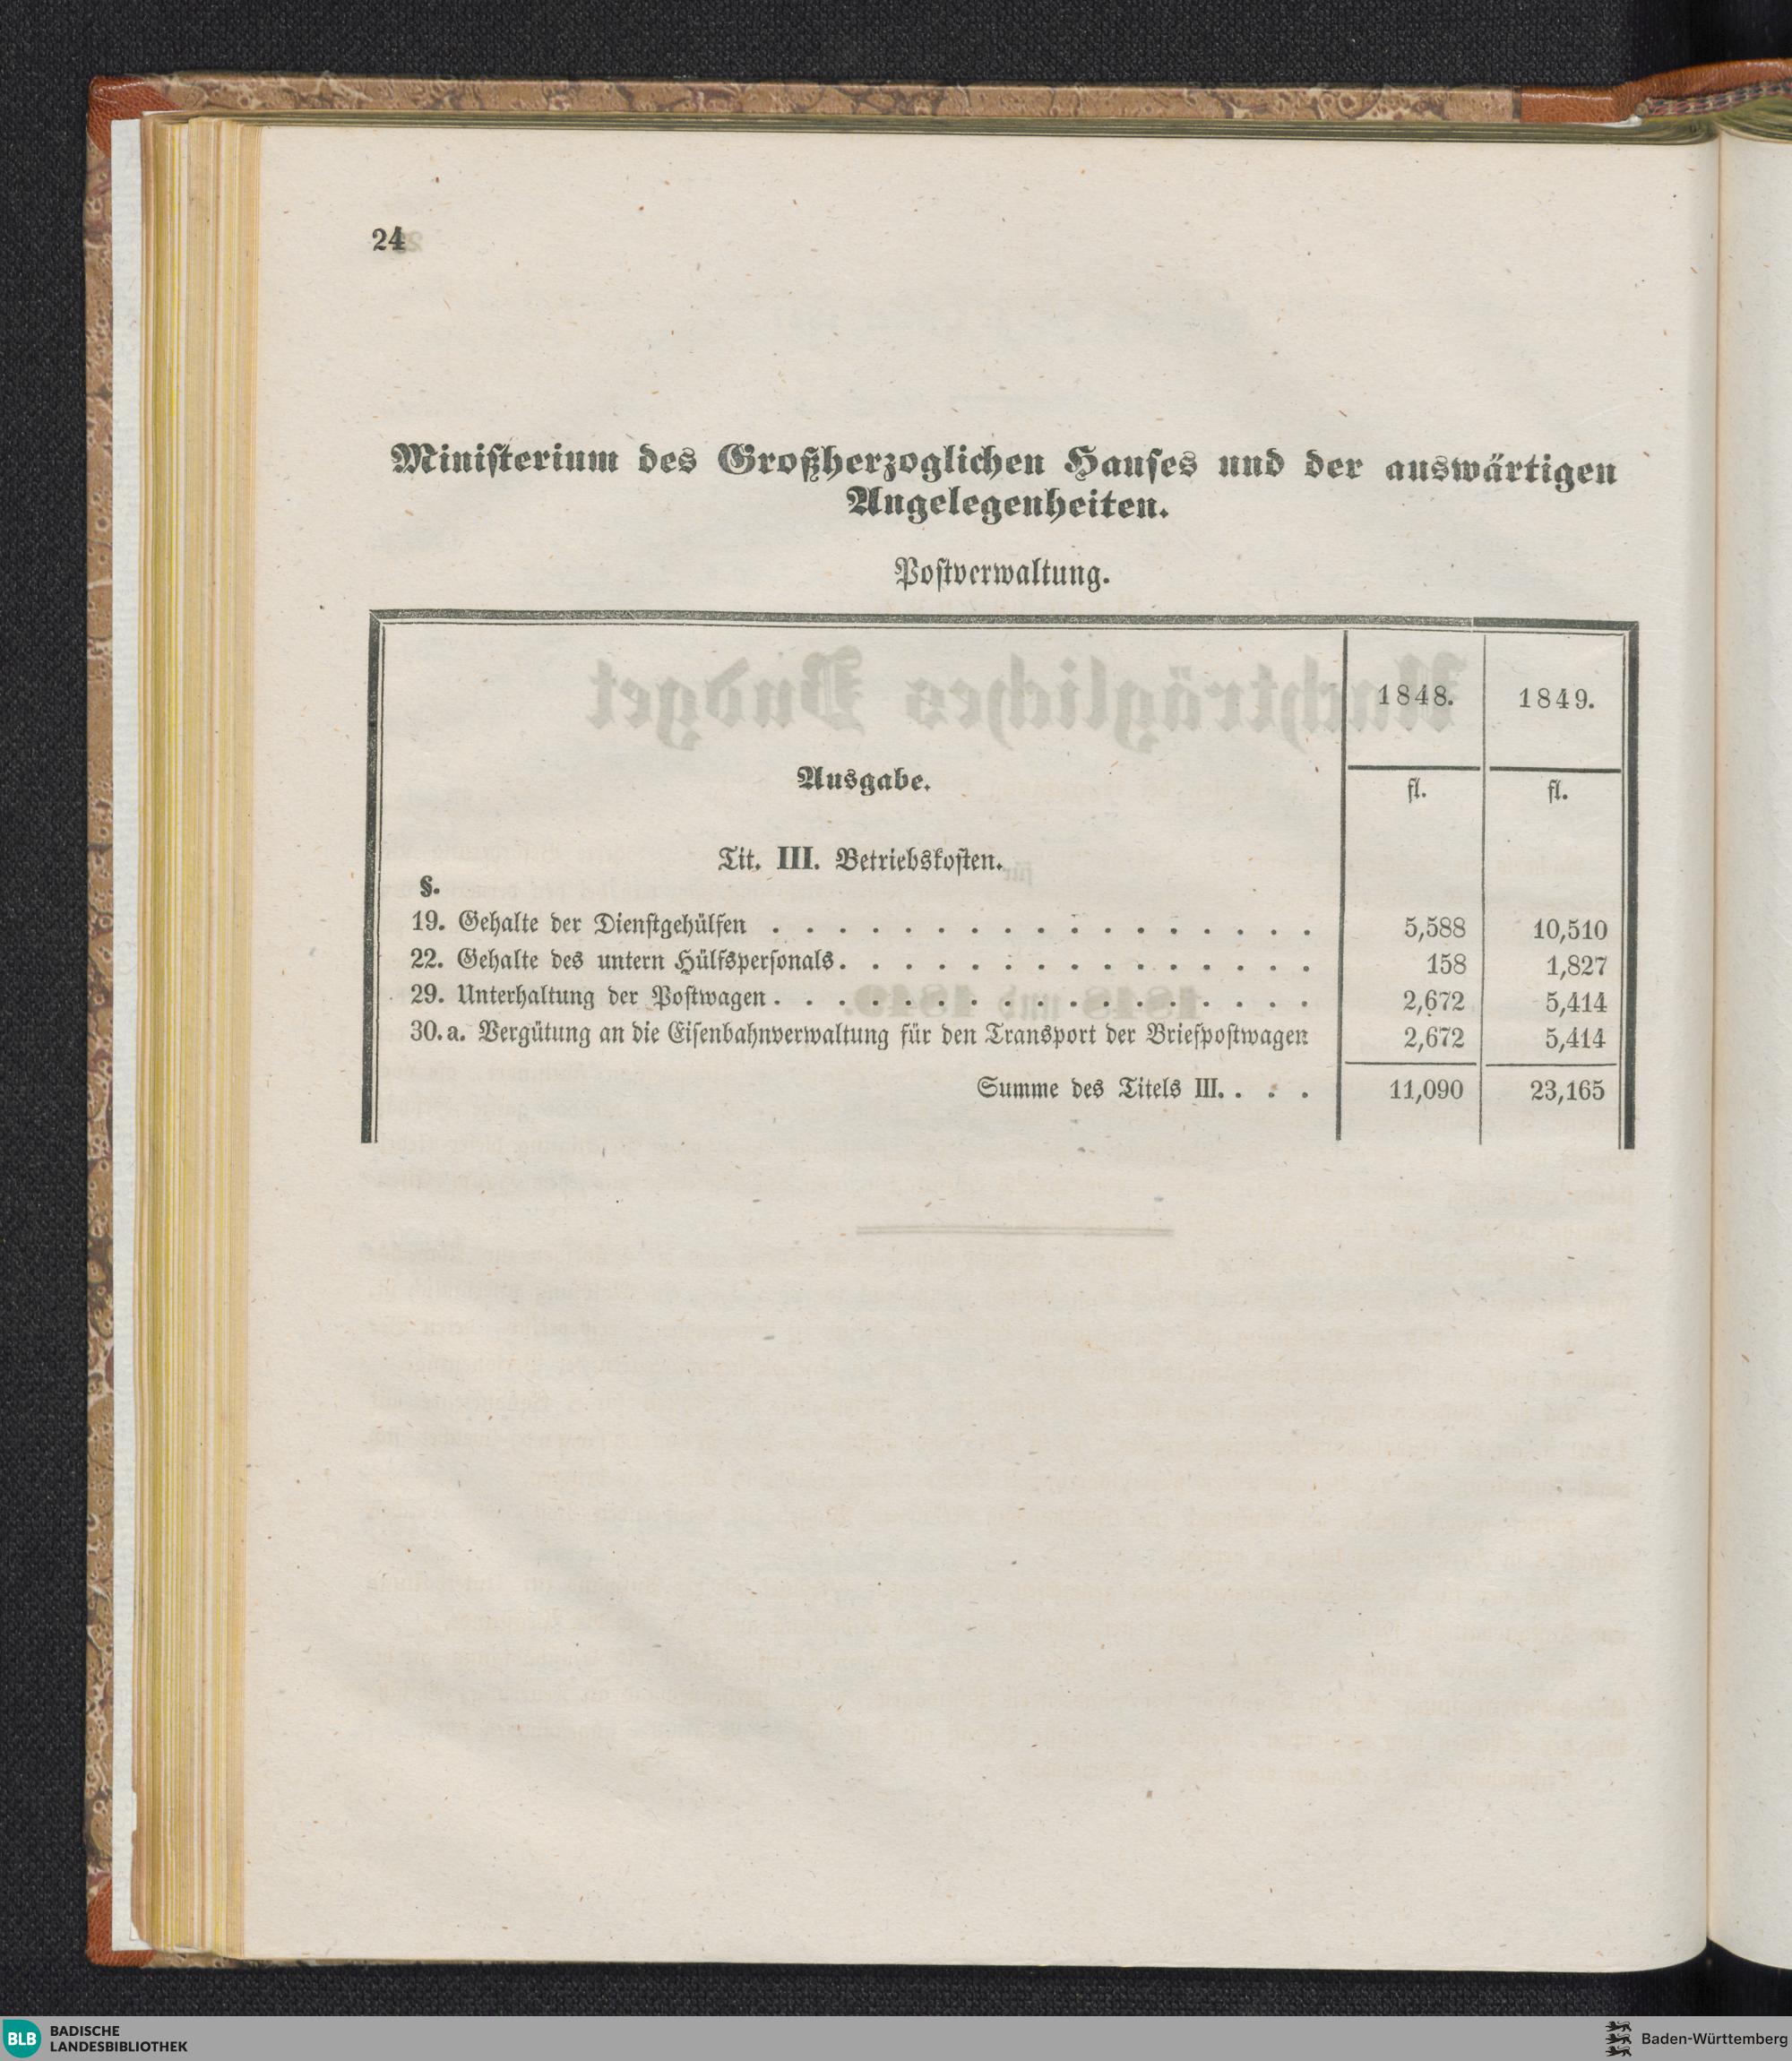 24
Ministerium des Großherzoglichen Hauses und der auswärtigen
Angelegenheiten.
Postverwaltung.
1848. 1849.
Ausgabe. fl. fl.
Tit. III. Betriebskosten.
§.
19. Gehalte der Dienstgehülfen . . . . . . . . . . . . . . . . . 5,588 10,510
22. Gehalte des untern Hülfspersonals . . . . . . . . . . . . . . . 158 1,827
29. Unterhaltung der Postwagen . . . . . . . . . . . . . . . . . 2,672 5,414
30. a. Vergütung an die Eisenbahnverwaltung für den Transport der Briefpostwagen 2,672 5,414
Summe des Titels III. . . . 11,090 23,165
BLB BADISCHE
LANDESBIBLIOTHEK
Baden-Württemberg